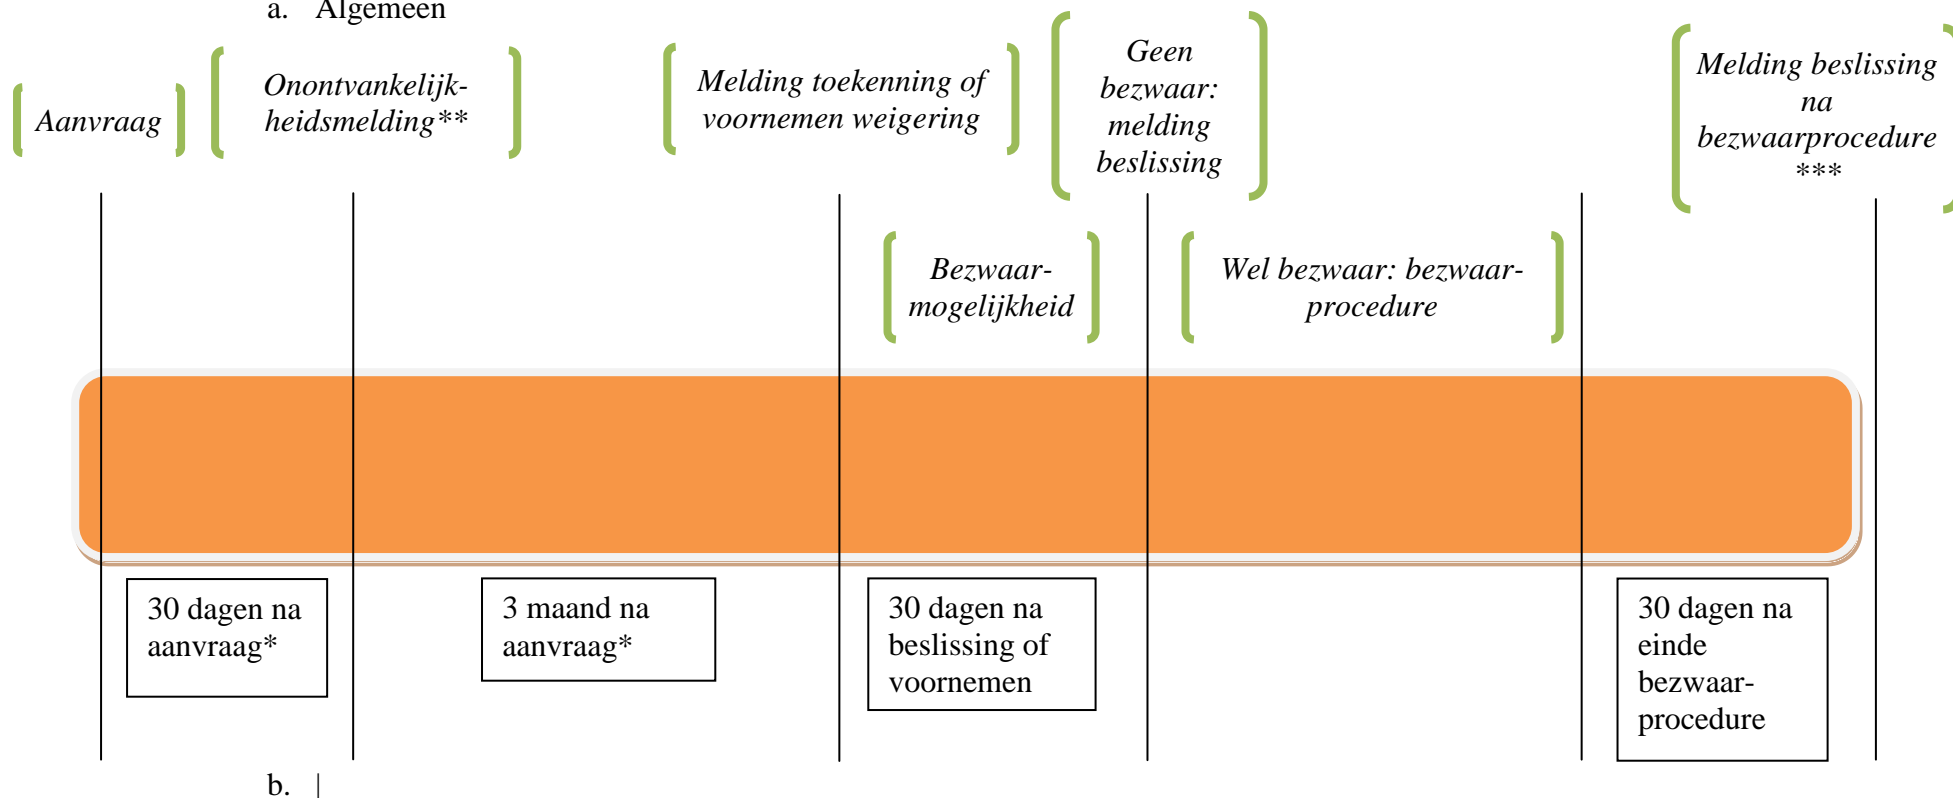 a. Algemeen
Aanvraag
Onontvankelijk-
heidsmelding**
Melding toekenning of
voornemen weigering
Geen
bezwaar:
melding
beslissing
Melding beslissing
na
bezwaarprocedure
***
Bezwaar-
mogelijkheid
Wel bezwaar: bezwaar-
procedure
30 dagen na
aanvraag*
3 maand na
aanvraag*
30 dagen na
beslissing of
voornemen
30 dagen na
einde
bezwaar-
procedure
b. |